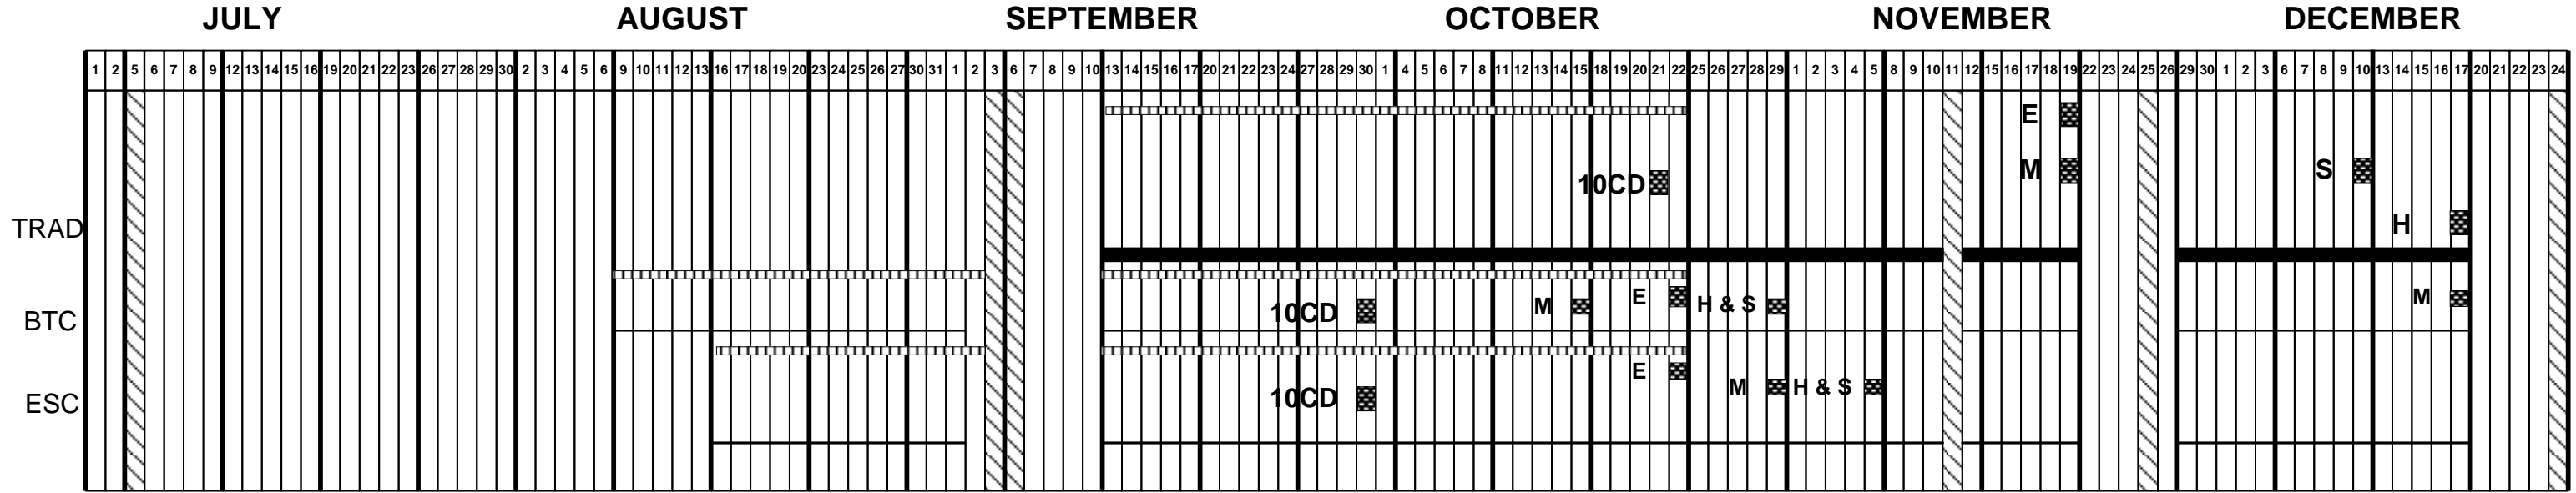 JULY AUGUST SEPTEMBER OCTOBER NOVEMBER DECEMBER
1 2 5 6 7 8 9 12 13 14 15 16 19 20 21 22 23 26 27 28 29 30 2 3 4 5 6 9 10 11 12 13 16 17 18 19 20 23 24 25 26 27 30 31 1 2 3 6 7 8 9 10 13 14 15 16 17 20 21 22 23 24 27 28 29 30 1 4 5 6 7 8 11 12 13 14 15 18 19 20 21 22 25 26 27 28 29 1 2 3 4 5 8 9 10 11 12 15 16 17 18 19 22 23 24 25 26 29 30 1 2 3 6 7 8 9 10 13 14 15 16 17 20 21 22 23 24
E
M S
10CD
TRAD H
E M
10CD M H & S
BTC
E
M H & S
10CD
ESC